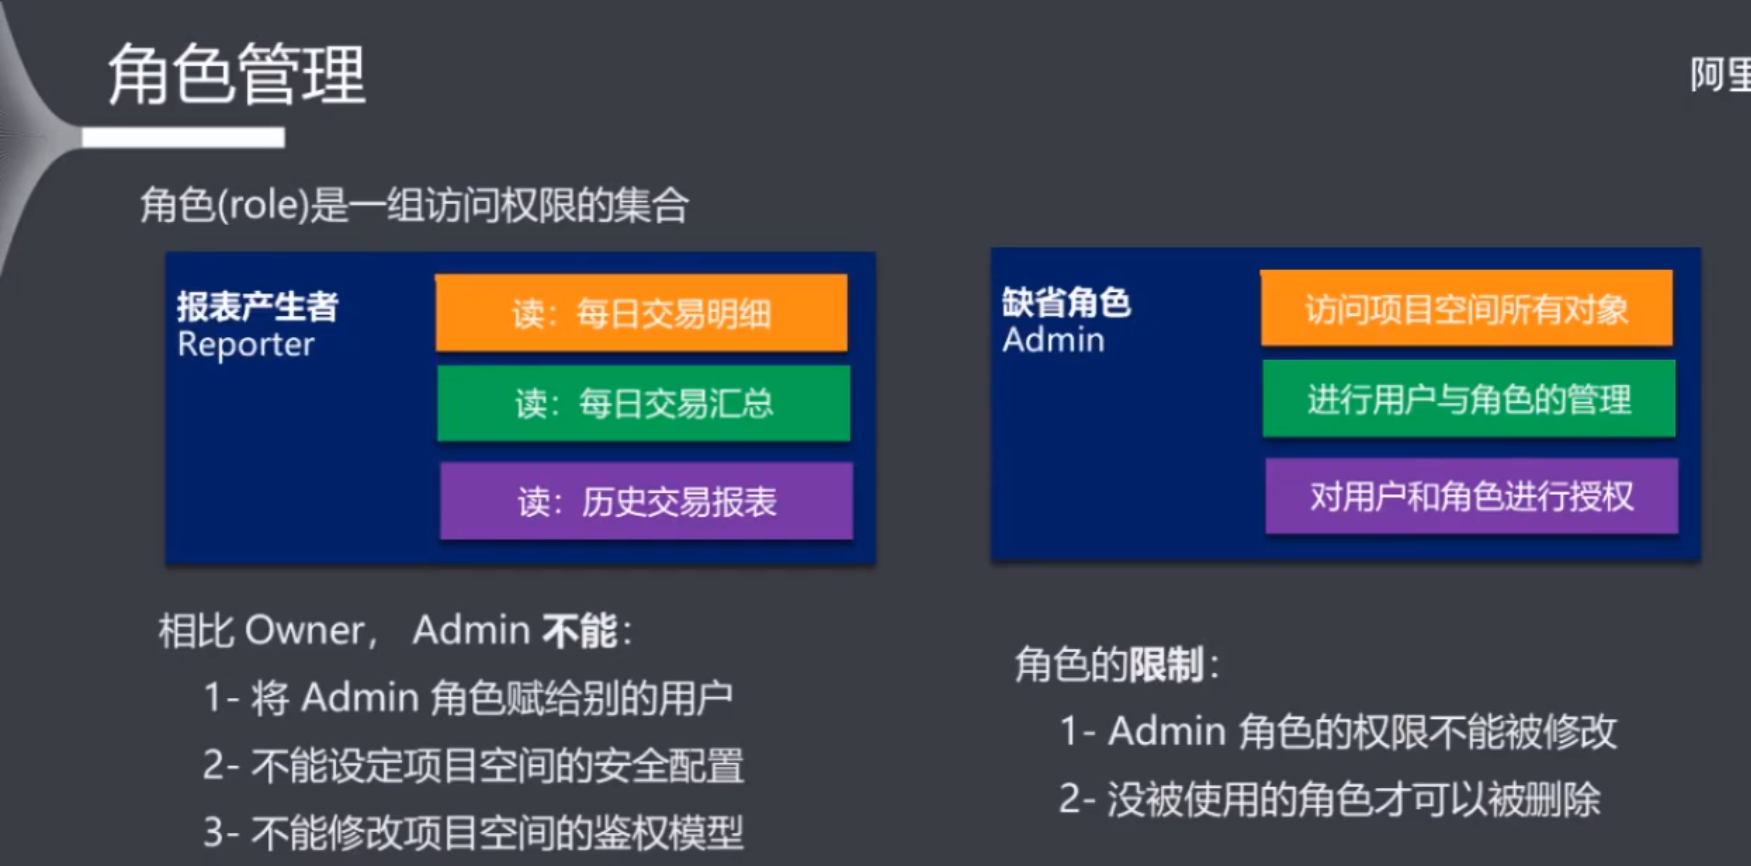 角色管理
阿里
角色(role)是一组访问权限的集合
报表产生者
Reporter
读：每日交易明细
读：每日交易汇总
读：历史交易报表
缺省角色
Admin
访问项目空间所有对象
进行用户与角色的管理
对用户和角色进行授权
相比 Owner， Admin 不能：
1- 将 Admin 角色赋给别的用户
2- 不能设定项目空间的安全配置
3- 不能修改项目空间的鉴权模型
角色的限制：
1- Admin 角色的权限不能被修改
2- 没被使用的角色才可以被删除